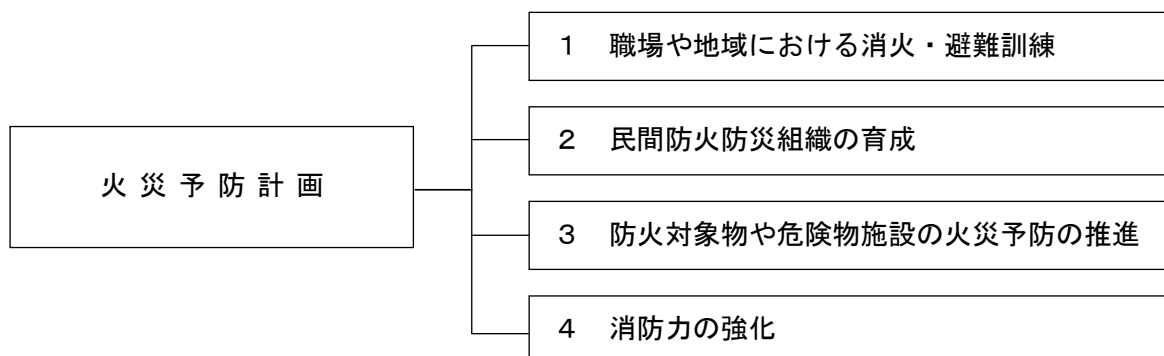 火災予防計画
１ 職場や地域における消火・避難訓練
２ 民間防火防災組織の育成
３ 防火対象物や危険物施設の火災予防の推進
４ 消防力の強化